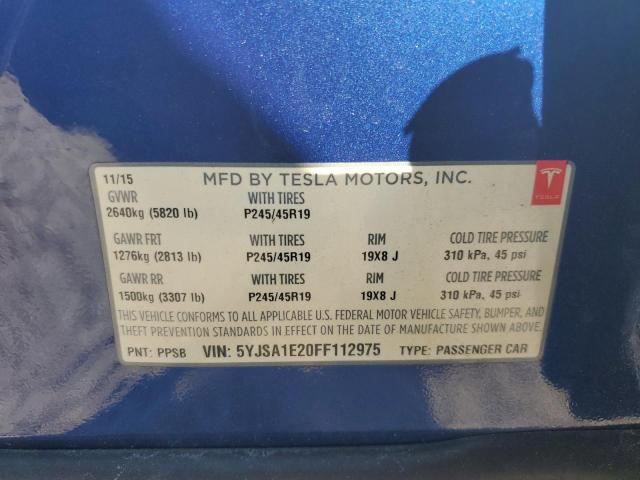 11/15 MFD BY TESLA MOTORS, INC.
GVWR WITH TIRES
2640kg (5820 lb) P245/45R19
TESLA
GAWR FRT WITH TIRES RIM COLD TIRE PRESSURE
1276kg (2813 lb) P245/45R19 19X8 J 310 kPa, 45 psi
GAWR RR WITH TIRES RIM COLD TIRE PRESSURE
1500kg (3307 lb) P245/45R19 19X8 J 310 kPa, 45 psi
THIS VEHICLE CONFORMS TO ALL APPLICABLE U.S. FEDERAL MOTOR VEHICLE SAFETY, BUMPER, AND
THEFT PREVENTION STANDARDS IN EFFECT ON THE DATE OF MANUFACTURE SHOWN ABOVE.
PNT: PPSB VIN: 5YJSA1E20FF112975 TYPE: PASSENGER CAR